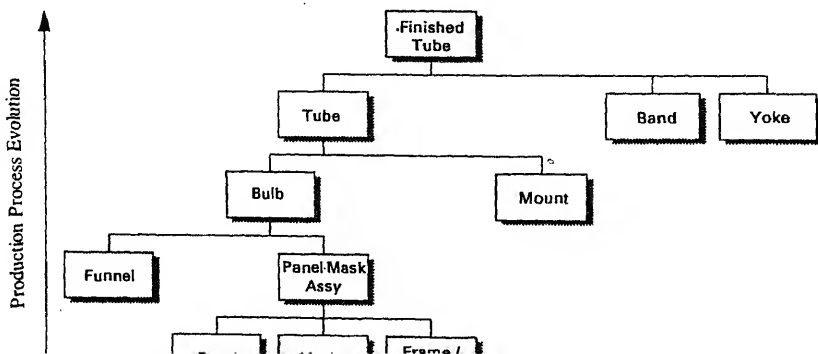 Finished
Tube
Production Process Evolution
Tube
Band
Yoke
Bulb
Mount
Funnel
Panel-Mask
Assy
Frame /